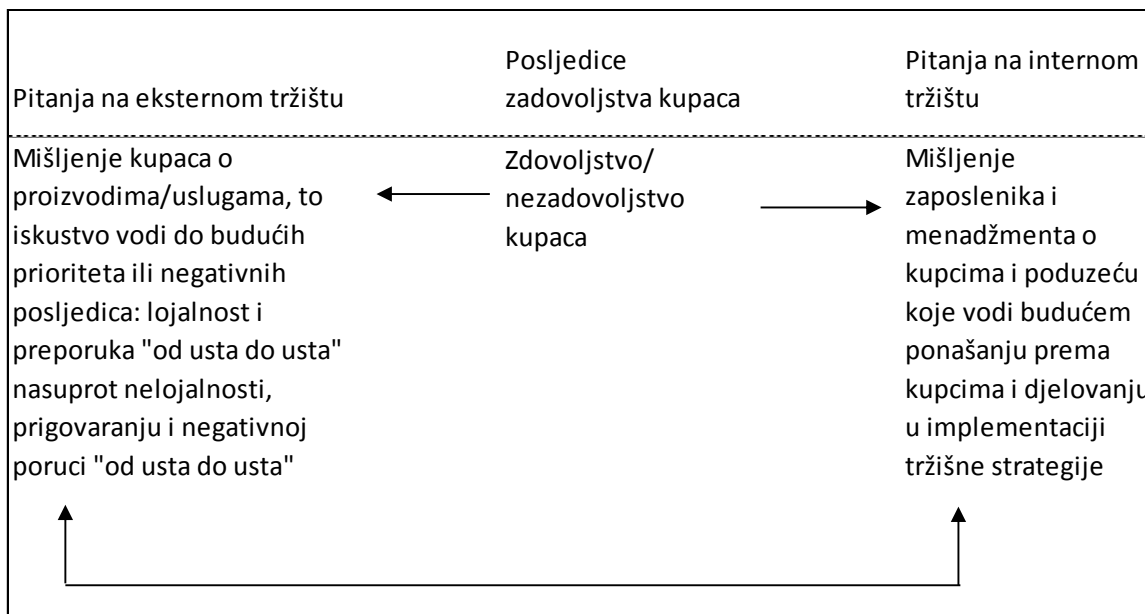 Pitanja na eksternom tržištu
Posljedice
zadovoljstva kupaca
Pitanja na internom
tržištu
Mišljenje kupaca o
proizvodima/uslugama, to
iskustvo vodi do budućih
prioriteta ili negativnih
posljedica: lojalnost i
preporuka "od usta do usta"
nasuprot nelojalnosti,
prigovaranju i negativnoj
poruci "od usta do usta"
Zdovoljstvo/
nezadovoljstvo
kupaca
Mišljenje
zaposlenika i
menadžmenta o
kupcima i poduzeću
koje vodi budućem
ponašanju prema
kupcima i djelovanju
u implementaciji
tržišne strategije